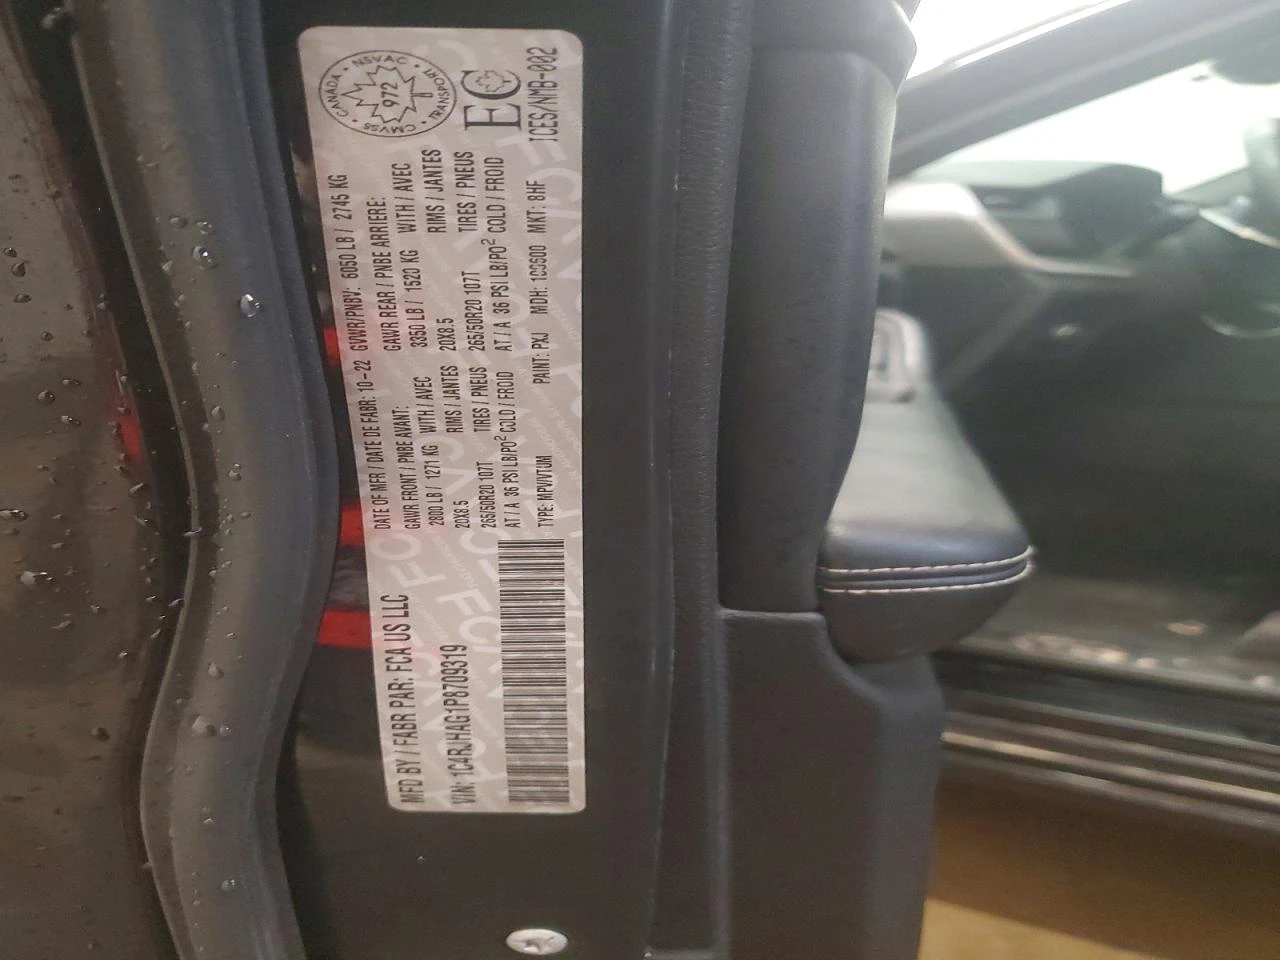 MFD BY / FABR PAR: FCA US LLC
DATE OF MFR / DATE DE FABR: 10-22 GVWR/PNBV: 6050 LB / 2745 KG
GAWR FRONT / PNBE AVANT: GAWR REAR / PNBE ARRIERE:
2800 LB / 1271 KG WITH / AVEC 3350 LB / 1520 KG WITH / AVEC
20X8.5 RIMS / JANTES 20X8.5 RIMS / JANTES
265/50R20 107T TIRES / PNEUS 265/50R20 107T TIRES / PNEUS
AT / A 36 PSI LB/PO² COLD / FROID AT / A 36 PSI LB/PO² COLD / FROID
VIN: 1C4RJHAG1P8709319
TYPE: MPV/VTUM PAINT: PXJ MDH: MKT: 8HF
CANADA • NSVAC • TRANSPORT • CMVSS
972
EC
ICES/NMB-002